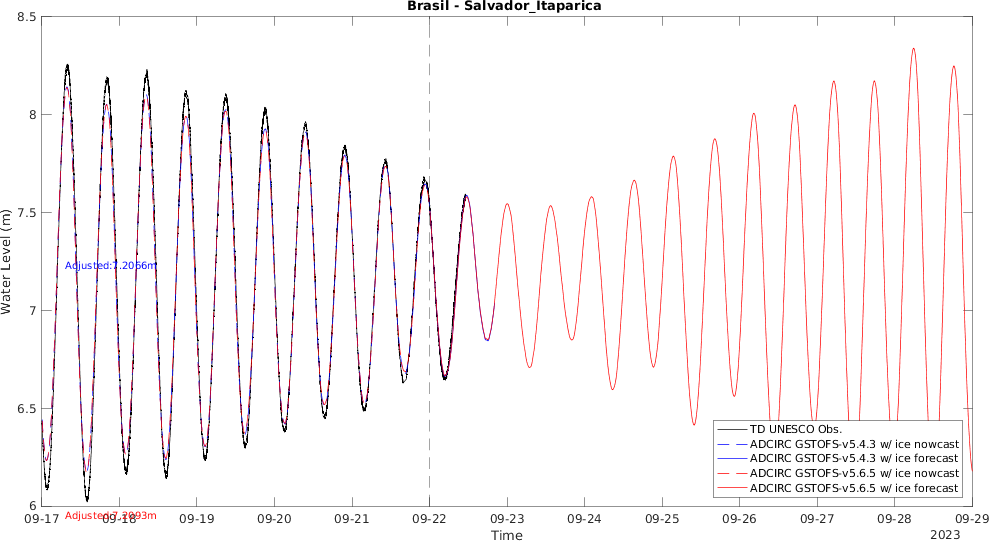 Brasil - Salvador_Itaparica
8.5
8
7.5
7
6.5
6
Water Level (m)
Adjusted:7.2066m
Adjusted:7.2093m
TD UNESCO Obs.
ADCIRC GSTOFS-v5.4.3 w/ ice nowcast
ADCIRC GSTOFS-v5.4.3 w/ ice forecast
ADCIRC GSTOFS-v5.6.5 w/ ice nowcast
ADCIRC GSTOFS-v5.6.5 w/ ice forecast
09-17 09-18 09-19 09-20 09-21 09-22 09-23 09-24 09-25 09-26 09-27 09-28 09-29
Time
2023